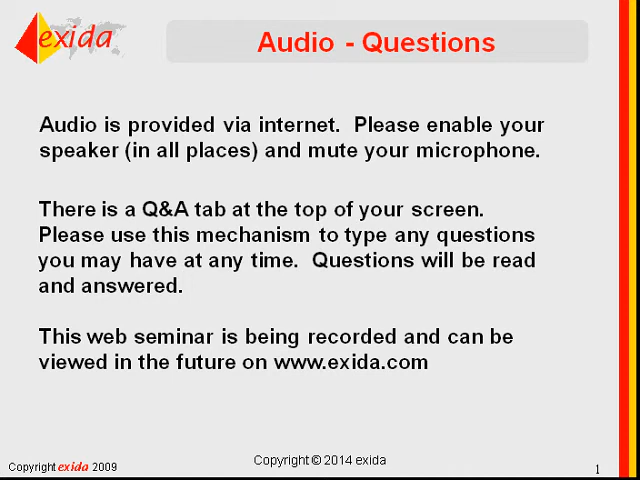 exida
Audio - Questions
Audio is provided via internet.  Please enable your
speaker (in all places) and mute your microphone.
There is a Q&A tab at the top of your screen.
Please use this mechanism to type any questions
you may have at any time.  Questions will be read
and answered.
This web seminar is being recorded and can be
viewed in the future on www.exida.com
Copyright exida 2009
Copyright © 2014 exida
1